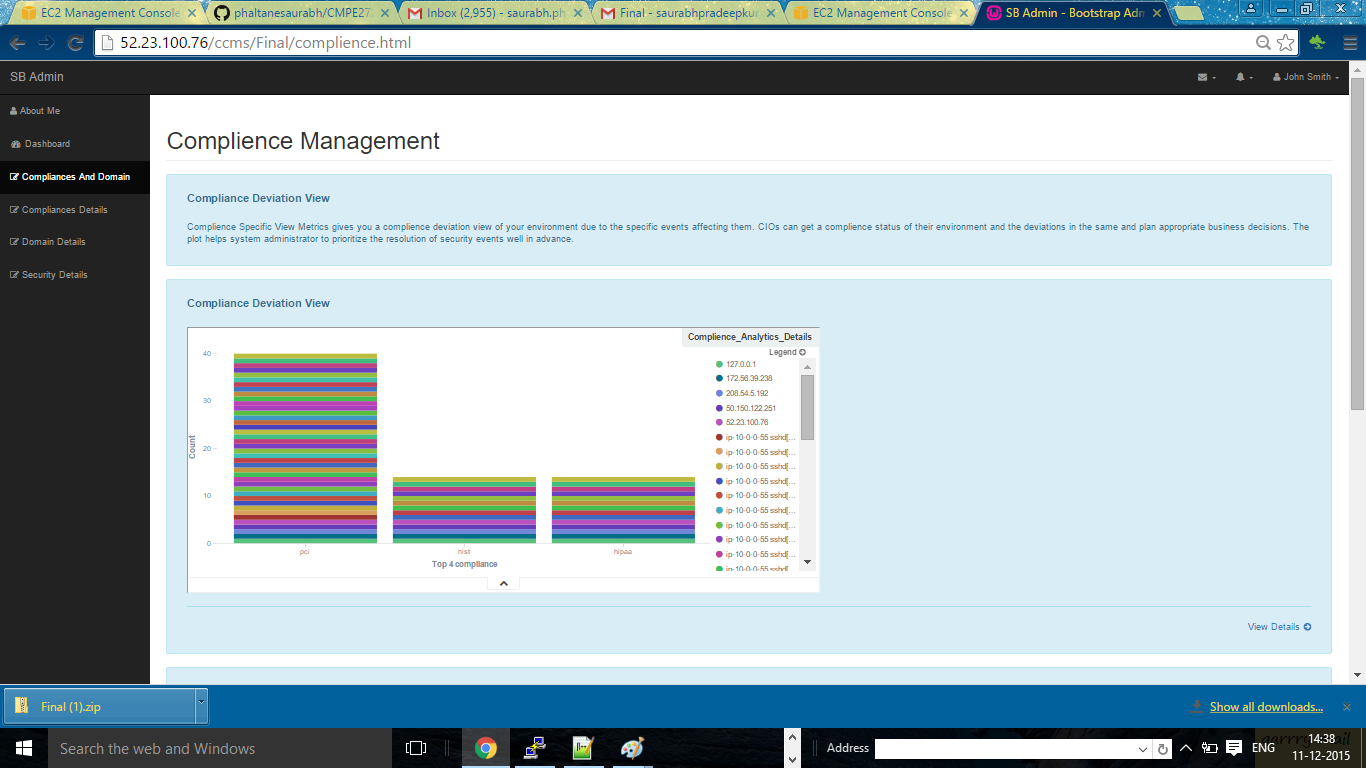 EC2 Management Console
phaltanesaurabh/CMPE27
Inbox (2,955) - saurabh.ph
Final - saurabhpradeepkur
EC2 Management Console
SB Admin - Bootstrap Adm
52.23.100.76/ccms/Final/complience.html
SB Admin
John Smith
About Me
Dashboard
Compliances And Domain
Compliances Details
Domain Details
Security Details
Complience Management
Compliance Deviation View
Complience Specific View Metrics gives you a complience deviation view of your environment due to the specific events affecting them. CIOs can get a complience status of their environment and the deviations in the same and plan appropriate business decisions. The
plot helps system administrator to prioritize the resolution of security events well in advance.
Compliance Deviation View
Complience_Analytics_Details
Legend
40
30
20
10
0
Count
pci
nist
hipaa
Top 4 compliance
127.0.0.1
172.56.39.238
208.54.5.192
50.150.122.251
52.23.100.76
ip-10-0-0-55 sshd[...
ip-10-0-0-55 sshd[...
ip-10-0-0-55 sshd[...
ip-10-0-0-55 sshd[...
ip-10-0-0-55 sshd[...
ip-10-0-0-55 sshd[...
ip-10-0-0-55 sshd[...
ip-10-0-0-55 sshd[...
ip-10-0-0-55 sshd[...
ip-10-0-0-55 sshd[...
View Details
Final (1).zip
Show all downloads...
Search the web and Windows
Address
ENG
14:38
11-12-2015